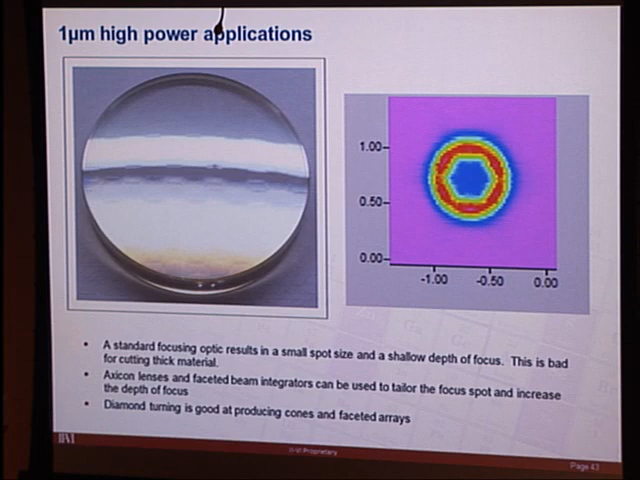 1µm high power applications
1.00
0.50
0.00
-1.00 -0.50 0.00
• A standard focusing optic results in a small spot size and a shallow depth of focus. This is bad
for cutting thick material.
• Axicon lenses and faceted beam integrators can be used to tailor the focus spot and increase
the depth of focus
• Diamond turning is good at producing cones and faceted arrays
II-VI Proprietary
Page 43